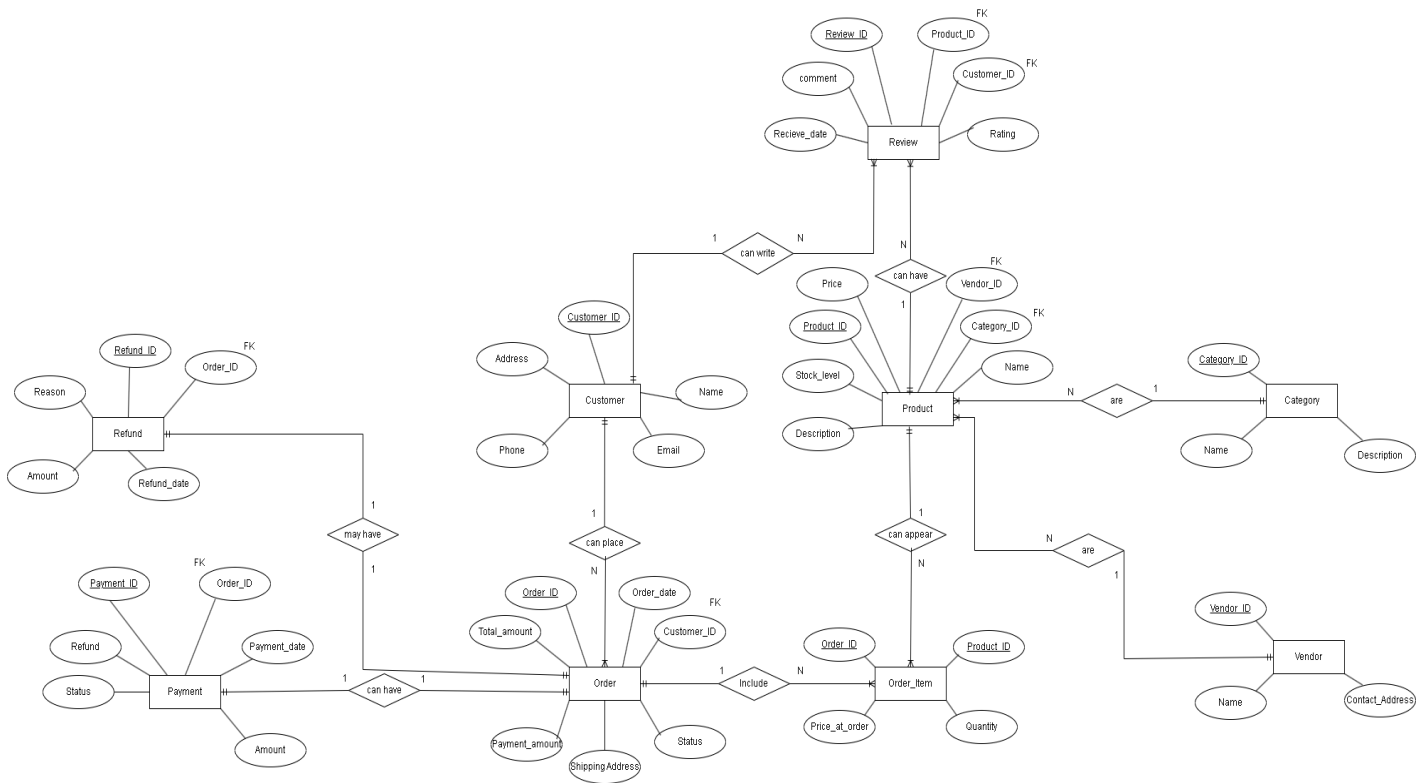 FK
Review_ID
Product_ID
FK
comment
Customer_ID
Recieve_date
Review
Rating
1
can write
N
N
can have
1
FK
Price
Vendor_ID
FK
Product_ID
Category_ID
Stock_level
Name
Description
Product
Customer_ID
Address
Name
Customer
Phone
Email
Refund_ID
FK
Order_ID
Reason
Refund
Amount
Refund_date
N
are
1
Category_ID
Category
Name
Description
1
may have
1
1
can place
N
1
can appear
N
N
are
1
Payment_ID
FK
Order_ID
Refund
Payment_date
Status
Payment
Amount
1
can have
1
Order_ID
Order_date
FK
Total_amount
Customer_ID
Order
Payment_amount
Shipping Address
Status
1
Include
N
Order_ID
Product_ID
Order_Item
Price_at_order
Quantity
Vendor_ID
Vendor
Name
Contact_Address